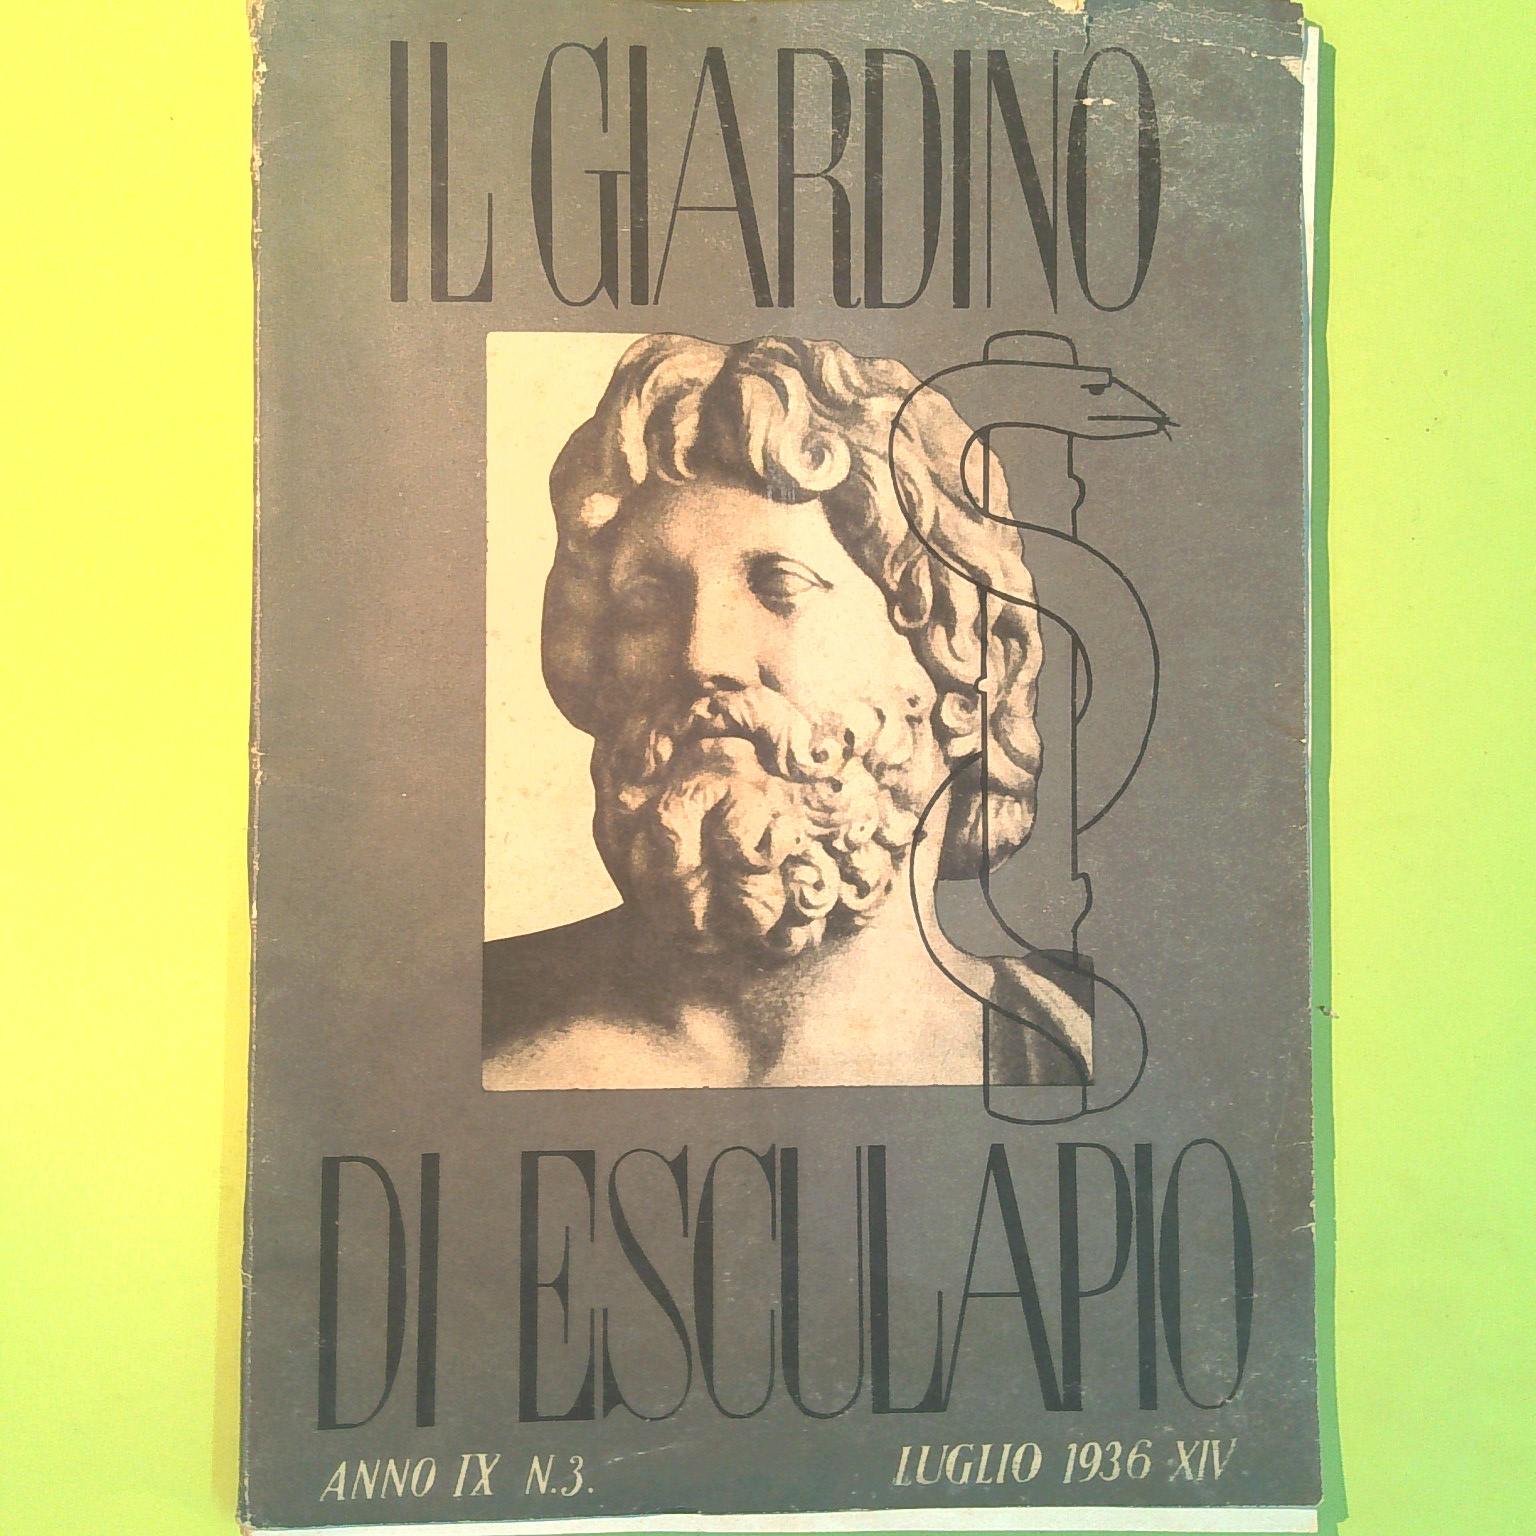 IL GIARDINO
DI ESCULAPIO
ANNO IX N.3.
LUGLIO 1936 XIV